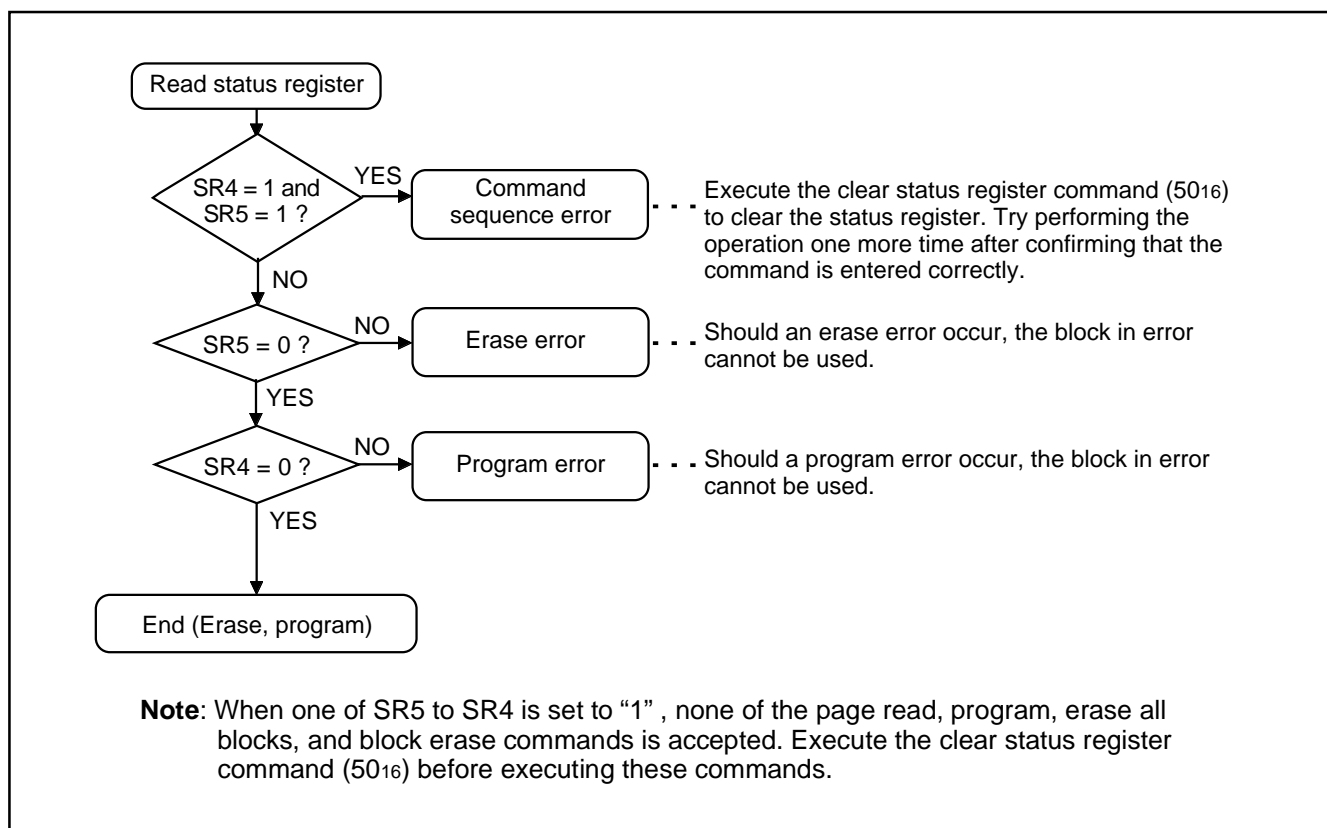 Read status register
SR4 = 1 and
SR5 = 1 ?
YES
Command
sequence error
Execute the clear status register command (5016)
to clear the status register. Try performing the
operation one more time after confirming that the
command is entered correctly.
NO
SR5 = 0 ?
NO
Erase error
Should an erase error occur, the block in error
cannot be used.
YES
SR4 = 0 ?
NO
Program error
Should a program error occur, the block in error
cannot be used.
YES
End (Erase, program)
Note: When one of SR5 to SR4 is set to “1” , none of the page read, program, erase all
blocks, and block erase commands is accepted. Execute the clear status register
command (5016) before executing these commands.